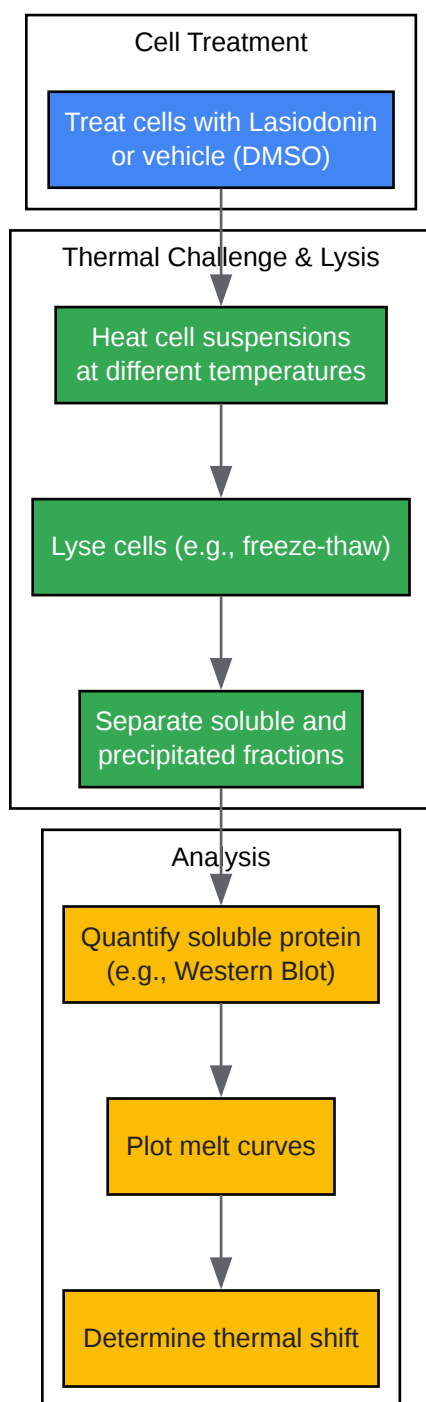 Cell Treatment
Treat cells with Lasiodonin
or vehicle (DMSO)
Thermal Challenge & Lysis
Heat cell suspensions
at different temperatures
Lyse cells (e.g., freeze-thaw)
Separate soluble and
precipitated fractions
Analysis
Quantify soluble protein
(e.g., Western Blot)
Plot melt curves
Determine thermal shift